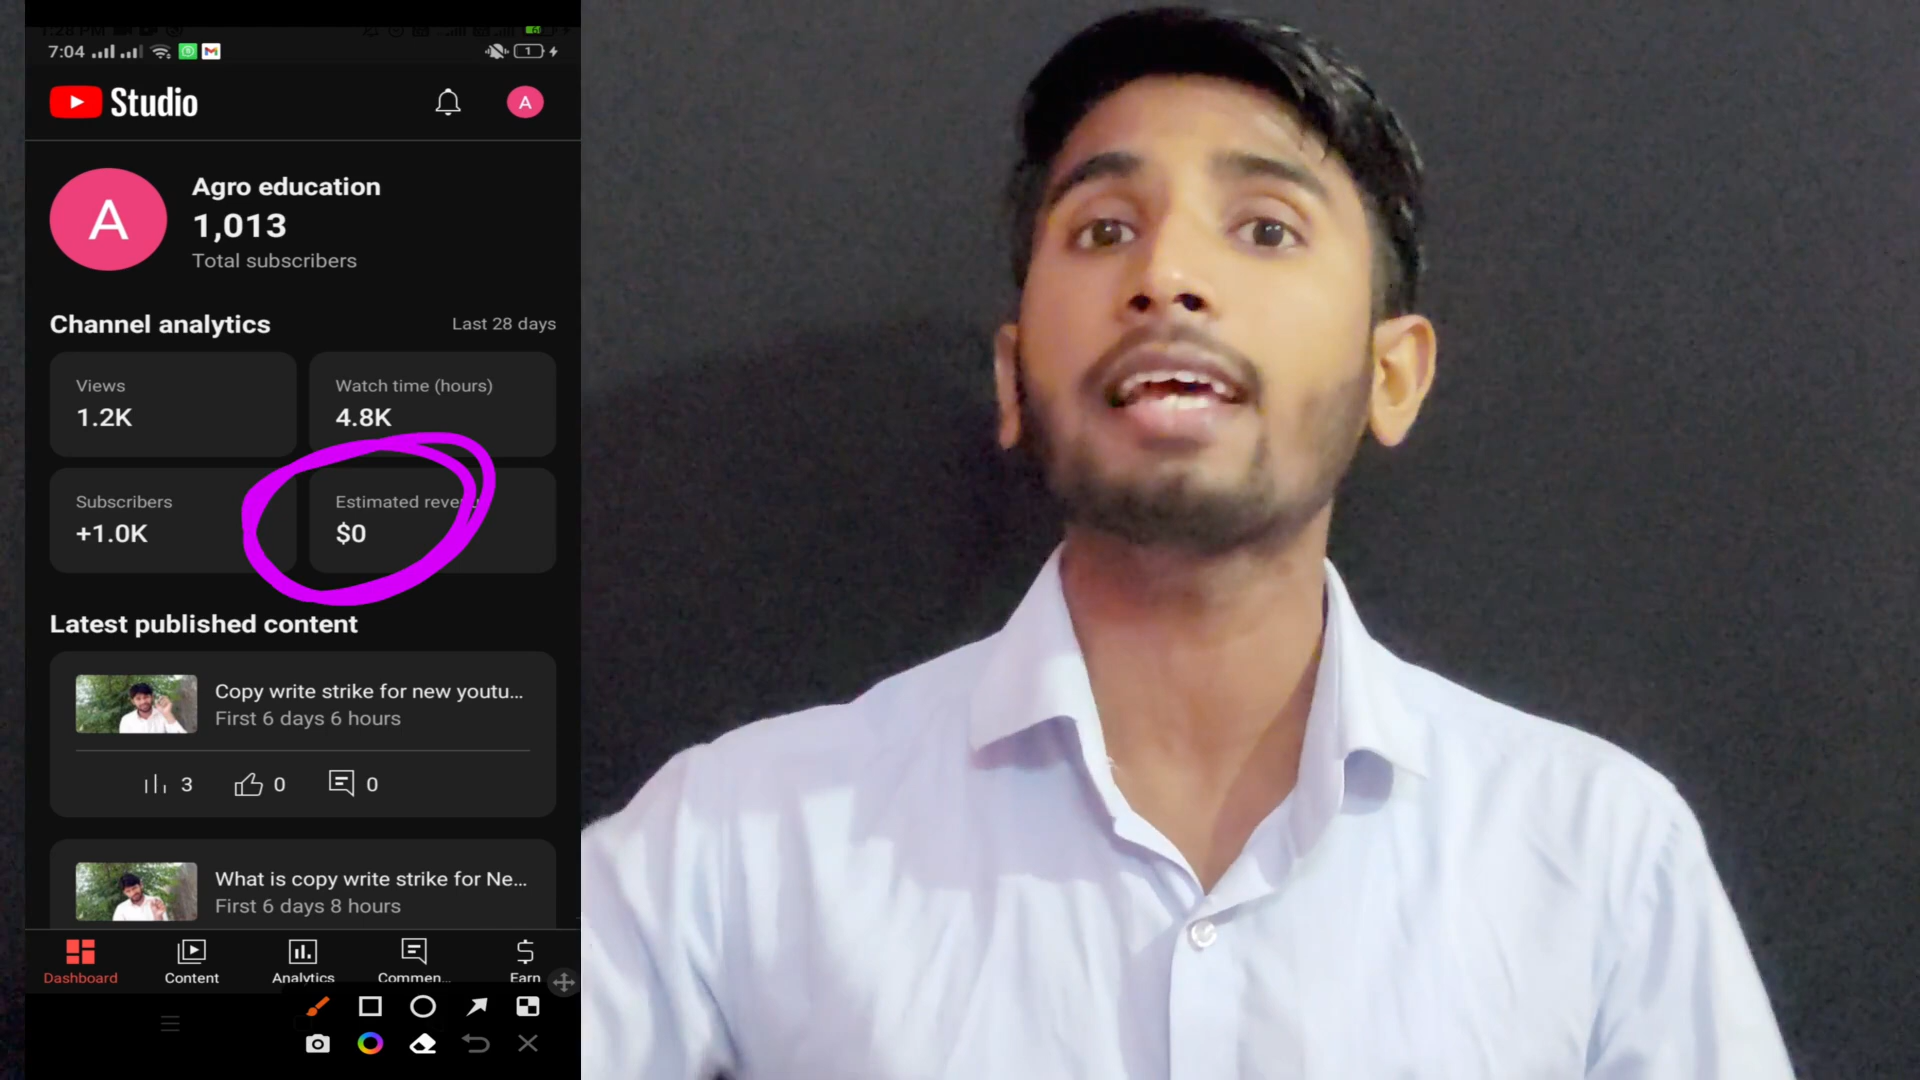 7:04
1
Studio
A
A
Agro education
1,013
Total subscribers
Channel analytics
Last 28 days
Views
1.2K
Watch time (hours)
4.8K
Subscribers
+1.0K
Estimated
$0
Latest published content
Copy write strike for new youtu...
First 6 days 6 hours
3
0
0
What is copy write strike for Ne...
First 6 days 8 hours
Dashboard
Content
Analytics
Commen...
Earn